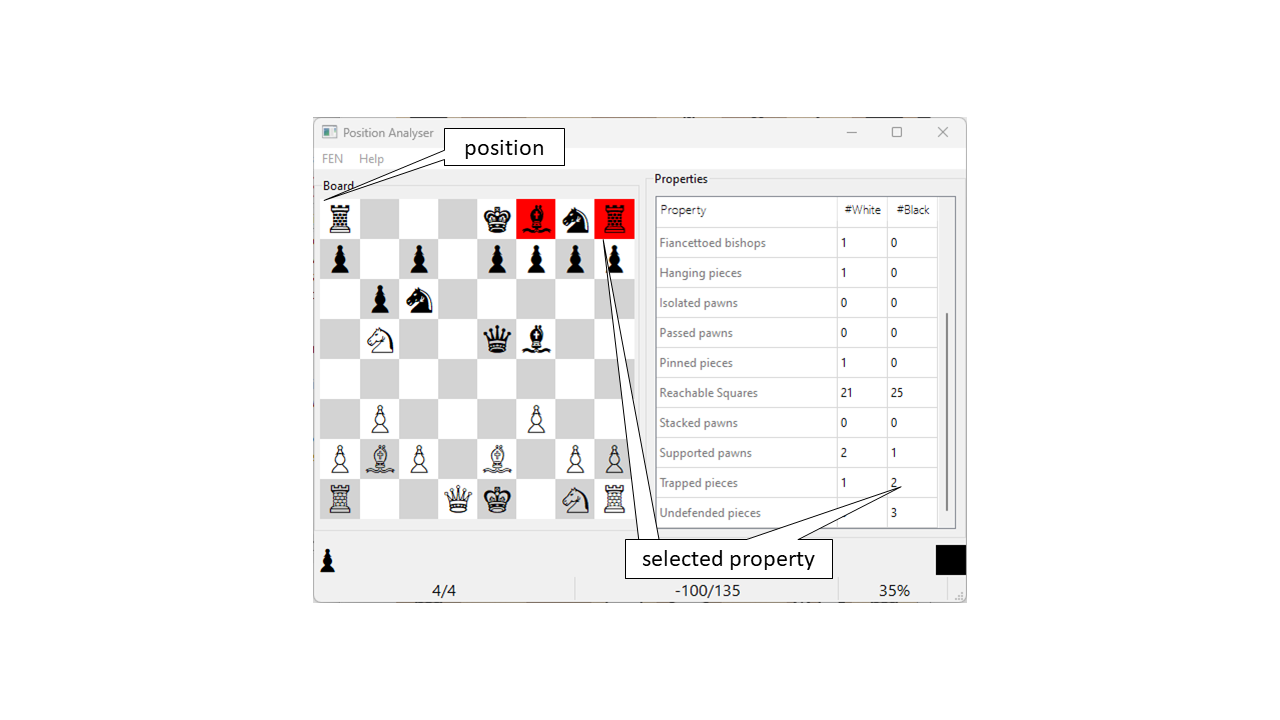 Position Analyser
position
FEN Help
Board
Properties
Property #White #Black
Fiancettoed bishops 1 0
Hanging pieces 1 0
Isolated pawns 0 0
Passed pawns 0 0
Pinned pieces 1 0
Reachable Squares 21 25
Stacked pawns 0 0
Supported pawns 2 1
Trapped pieces 1 2
Undefended pieces 3
selected property
4/4 -100/135 35%